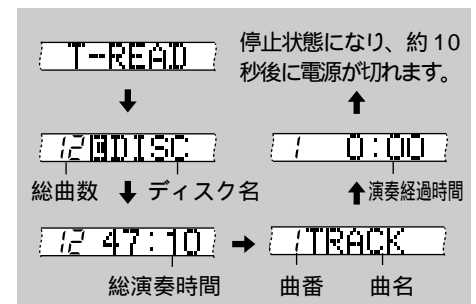 T-READ
停止状態になり、約10
秒後に電源が切れます。
12 DISC
1 0:00
総曲数 ディスク名
演奏経過時間
12 47:10
1 TRACK
総演奏時間
曲番 曲名